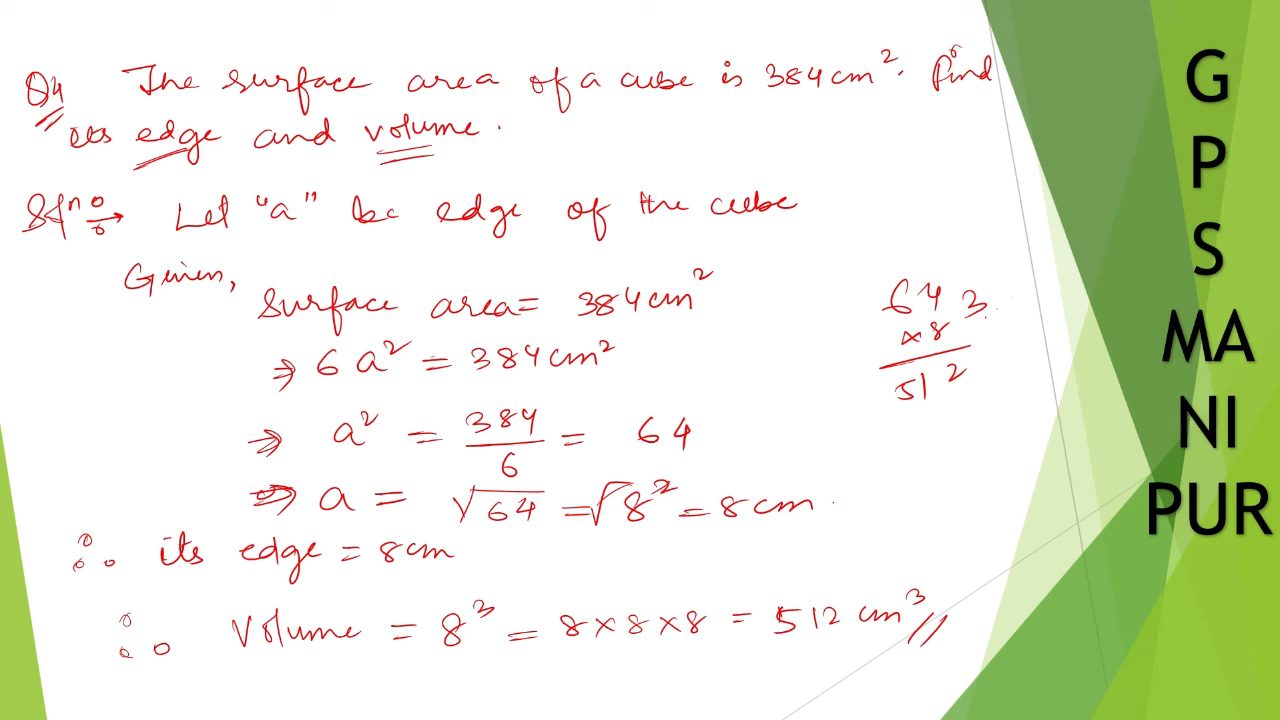 Q4 The surface area of a cube is 384 cm². Find
its edge and volume.
Solⁿ: → Let "a" be edge of the cube
Given,
surface area = 384 cm²
⇒ 6a² = 384 cm²
⇒ a² = 384/6 = 64
⇒ a = √64 = √8² = 8 cm.
∴ its edge = 8 cm
∴ Volume = 8³ = 8 × 8 × 8 = 512 cm³ //
64 3
×8
512
G
P
S
MA
NI
PUR